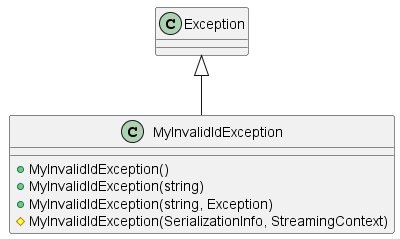 C Exception
C MyInvalidIdException
MyInvalidIdException()
MyInvalidIdException(string)
MyInvalidIdException(string, Exception)
MyInvalidIdException(SerializationInfo, StreamingContext)